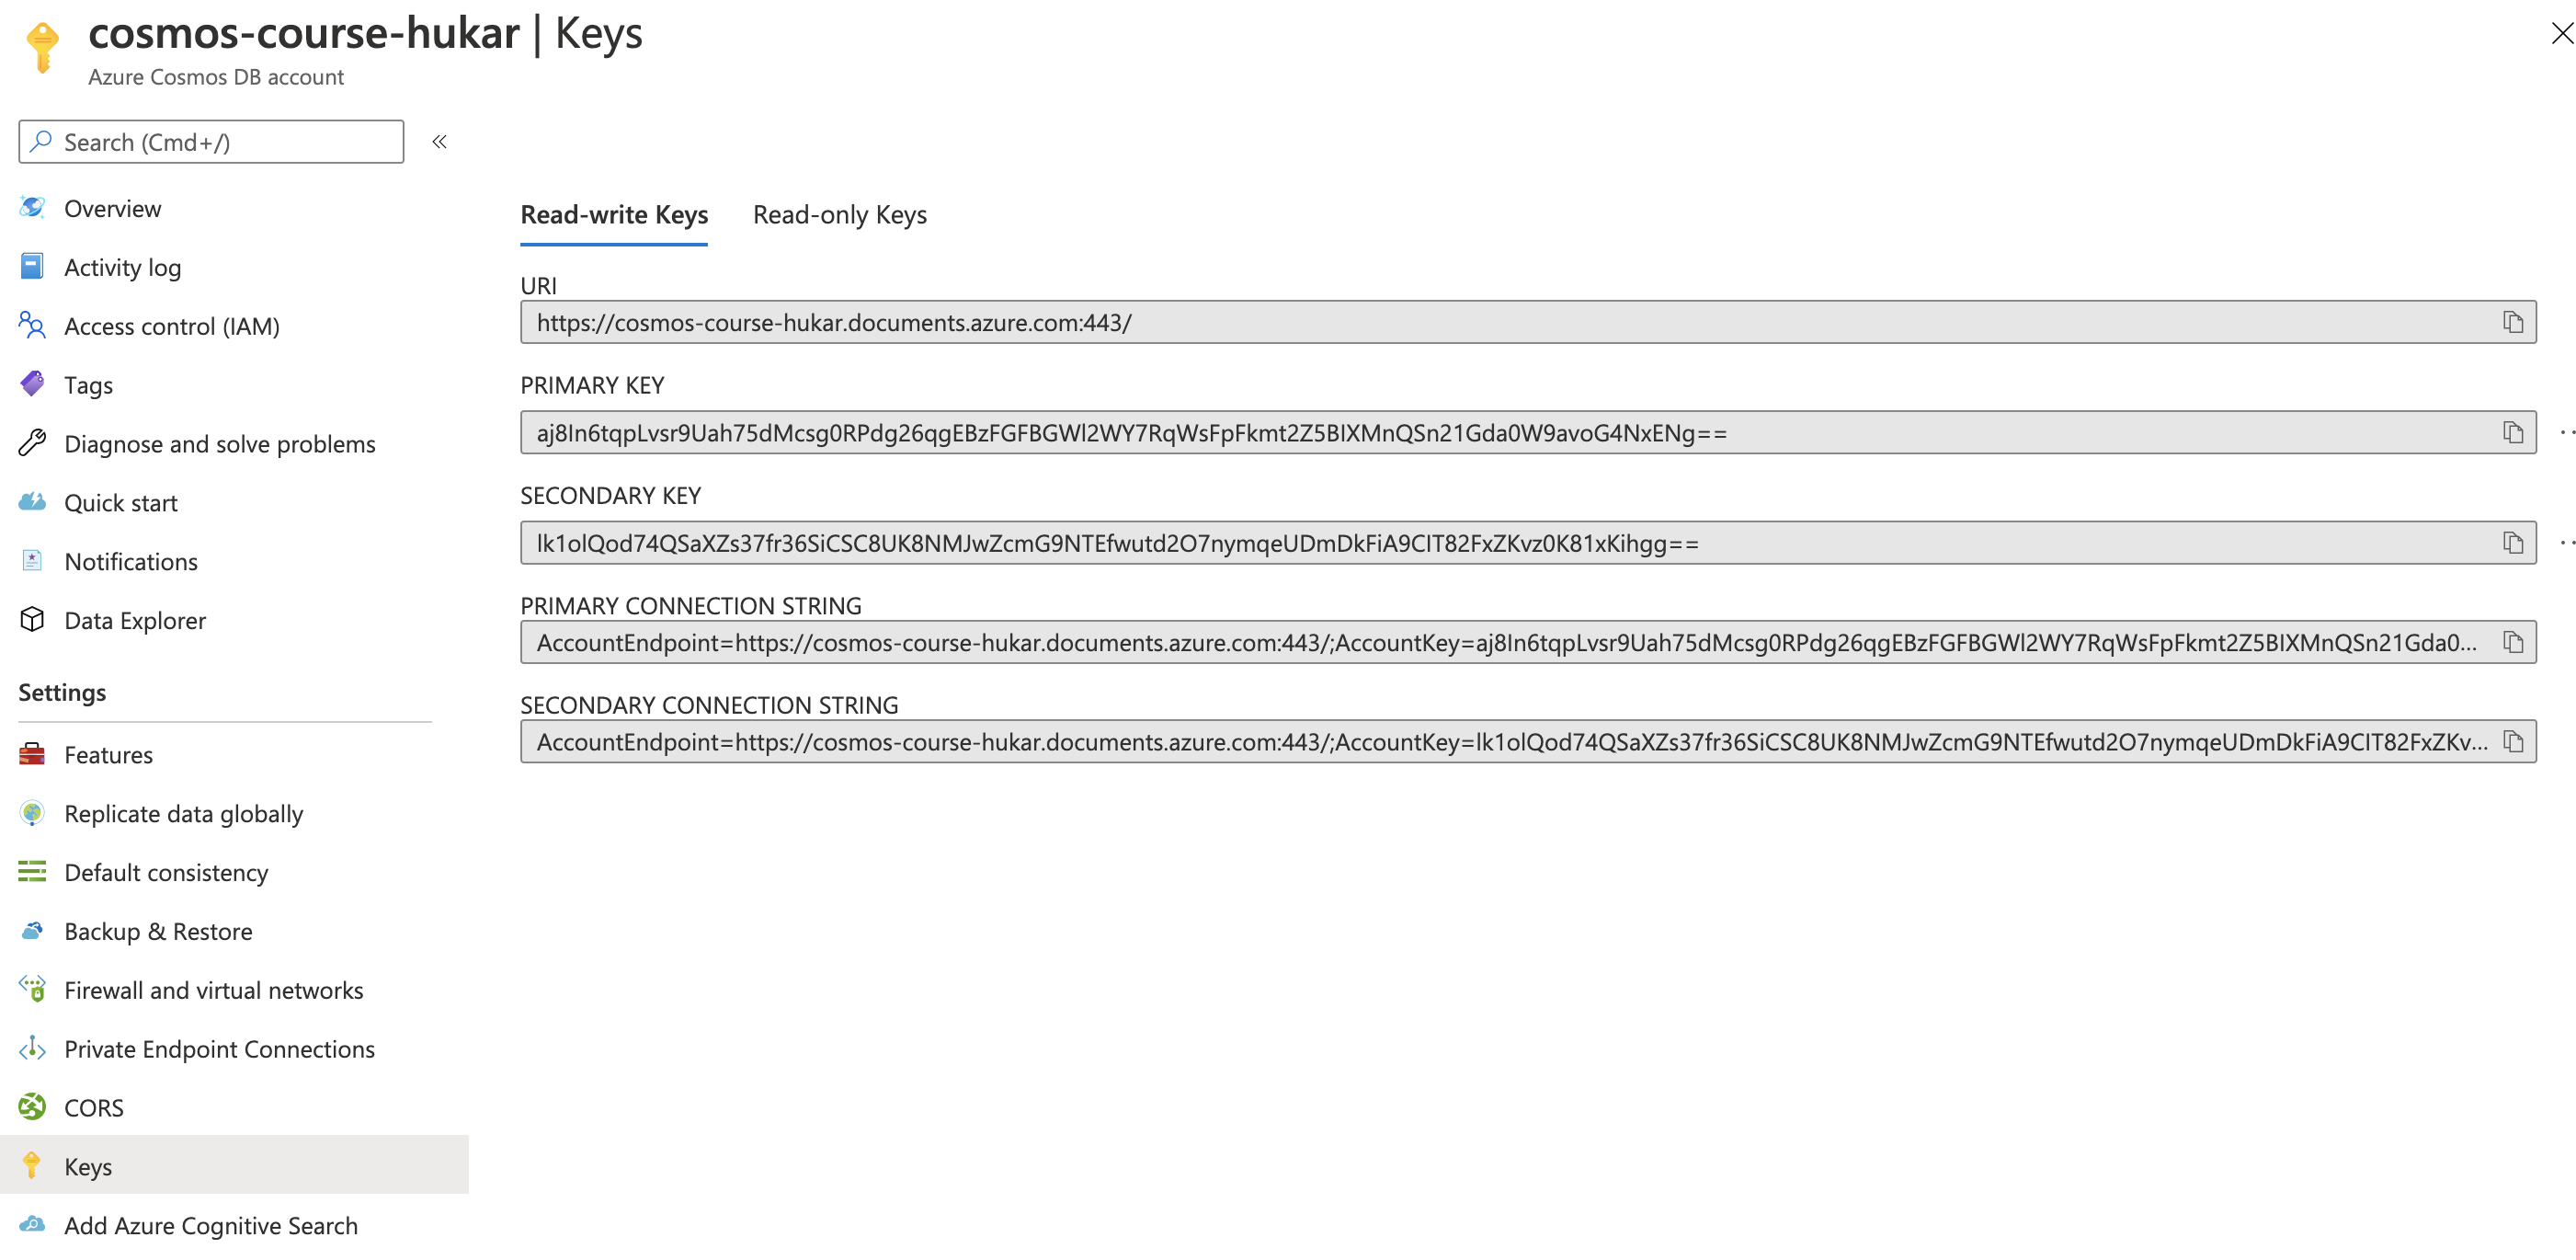 cosmos-course-hukar | Keys
Azure Cosmos DB account
Search (Cmd+/)
«
Overview
Activity log
Access control (IAM)
Tags
Diagnose and solve problems
Quick start
Notifications
Data Explorer
Settings
Features
Replicate data globally
Default consistency
Backup & Restore
Firewall and virtual networks
Private Endpoint Connections
CORS
Keys
Add Azure Cognitive Search
Read-write Keys Read-only Keys
URI
https://cosmos-course-hukar.documents.azure.com:443/
PRIMARY KEY
SECONDARY KEY
PRIMARY CONNECTION STRING
AccountEndpoint=https://cosmos-course-hukar.documents.azure.com:443/;AccountKey=
SECONDARY CONNECTION STRING
AccountEndpoint=https://cosmos-course-hukar.documents.azure.com:443/;AccountKey=